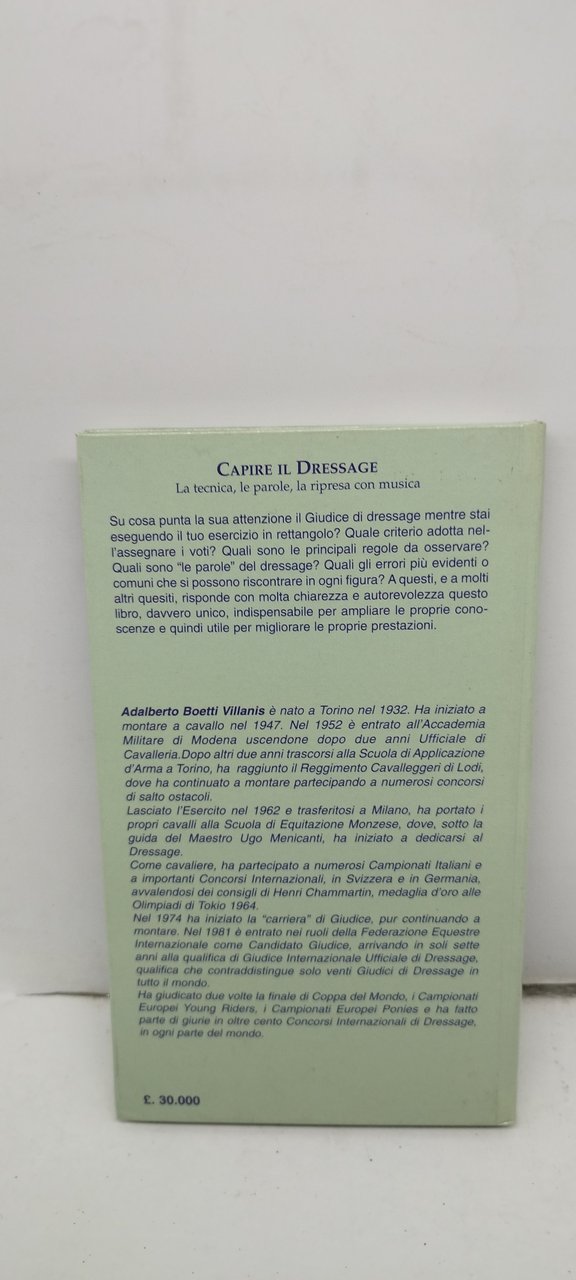 CAPIRE IL DRESSAGE
La tecnica, le parole, la ripresa con musica
Su cosa punta la sua attenzione il Giudice di dressage mentre stai
eseguendo il tuo esercizio in rettangolo? Quale criterio adotta nel-
l'assegnare i voti? Quali sono le principali regole da osservare?
Quali sono “le parole” del dressage? Quali gli errori più evidenti o
comuni che si possono riscontrare in ogni figura? A questi, e a molti
altri quesiti, risponde con molta chiarezza e autorevolezza questo
libro, davvero unico, indispensabile per ampliare le proprie cono-
scenze e quindi utile per migliorare le proprie prestazioni.
Adalberto Boetti Villanis è nato a Torino nel 1932. Ha iniziato a
montare a cavallo nel 1947. Nel 1952 è entrato all'Accademia
Militare di Modena uscendone dopo due anni Ufficiale di
Cavalleria.Dopo altri due anni trascorsi alla Scuola di Applicazione
d'Arma a Torino, ha raggiunto il Reggimento Cavalleggeri di Lodi,
dove ha continuato a montare partecipando a numerosi concorsi
di salto ostacoli.
Lasciato l'Esercito nel 1962 e trasferitosi a Milano, ha portato i
propri cavalli alla Scuola di Equitazione Monzese, dove, sotto la
guida del Maestro Ugo Menicanti, ha iniziato a dedicarsi al
Dressage.
Come cavaliere, ha partecipato a numerosi Campionati Italiani e
a importanti Concorsi Internazionali, in Svizzera e in Germania,
avvalendosi dei consigli di Henri Chammartin, medaglia d'oro alle
Olimpiadi di Tokio 1964.
Nel 1974 ha iniziato la “carriera” di Giudice, pur continuando a
montare. Nel 1981 è entrato nei ruoli della Federazione Equestre
Internazionale come Candidato Giudice, arrivando in soli sette
anni alla qualifica di Giudice Internazionale Ufficiale di Dressage,
qualifica che contraddistingue solo venti Giudici di Dressage in
tutto il mondo.
Ha giudicato due volte la finale di Coppa del Mondo, i Campionati
Europei Young Riders, i Campionati Europei Ponies e ha fatto
parte di giurie in oltre cento Concorsi Internazionali di Dressage,
in ogni parte del mondo.
£. 30.000